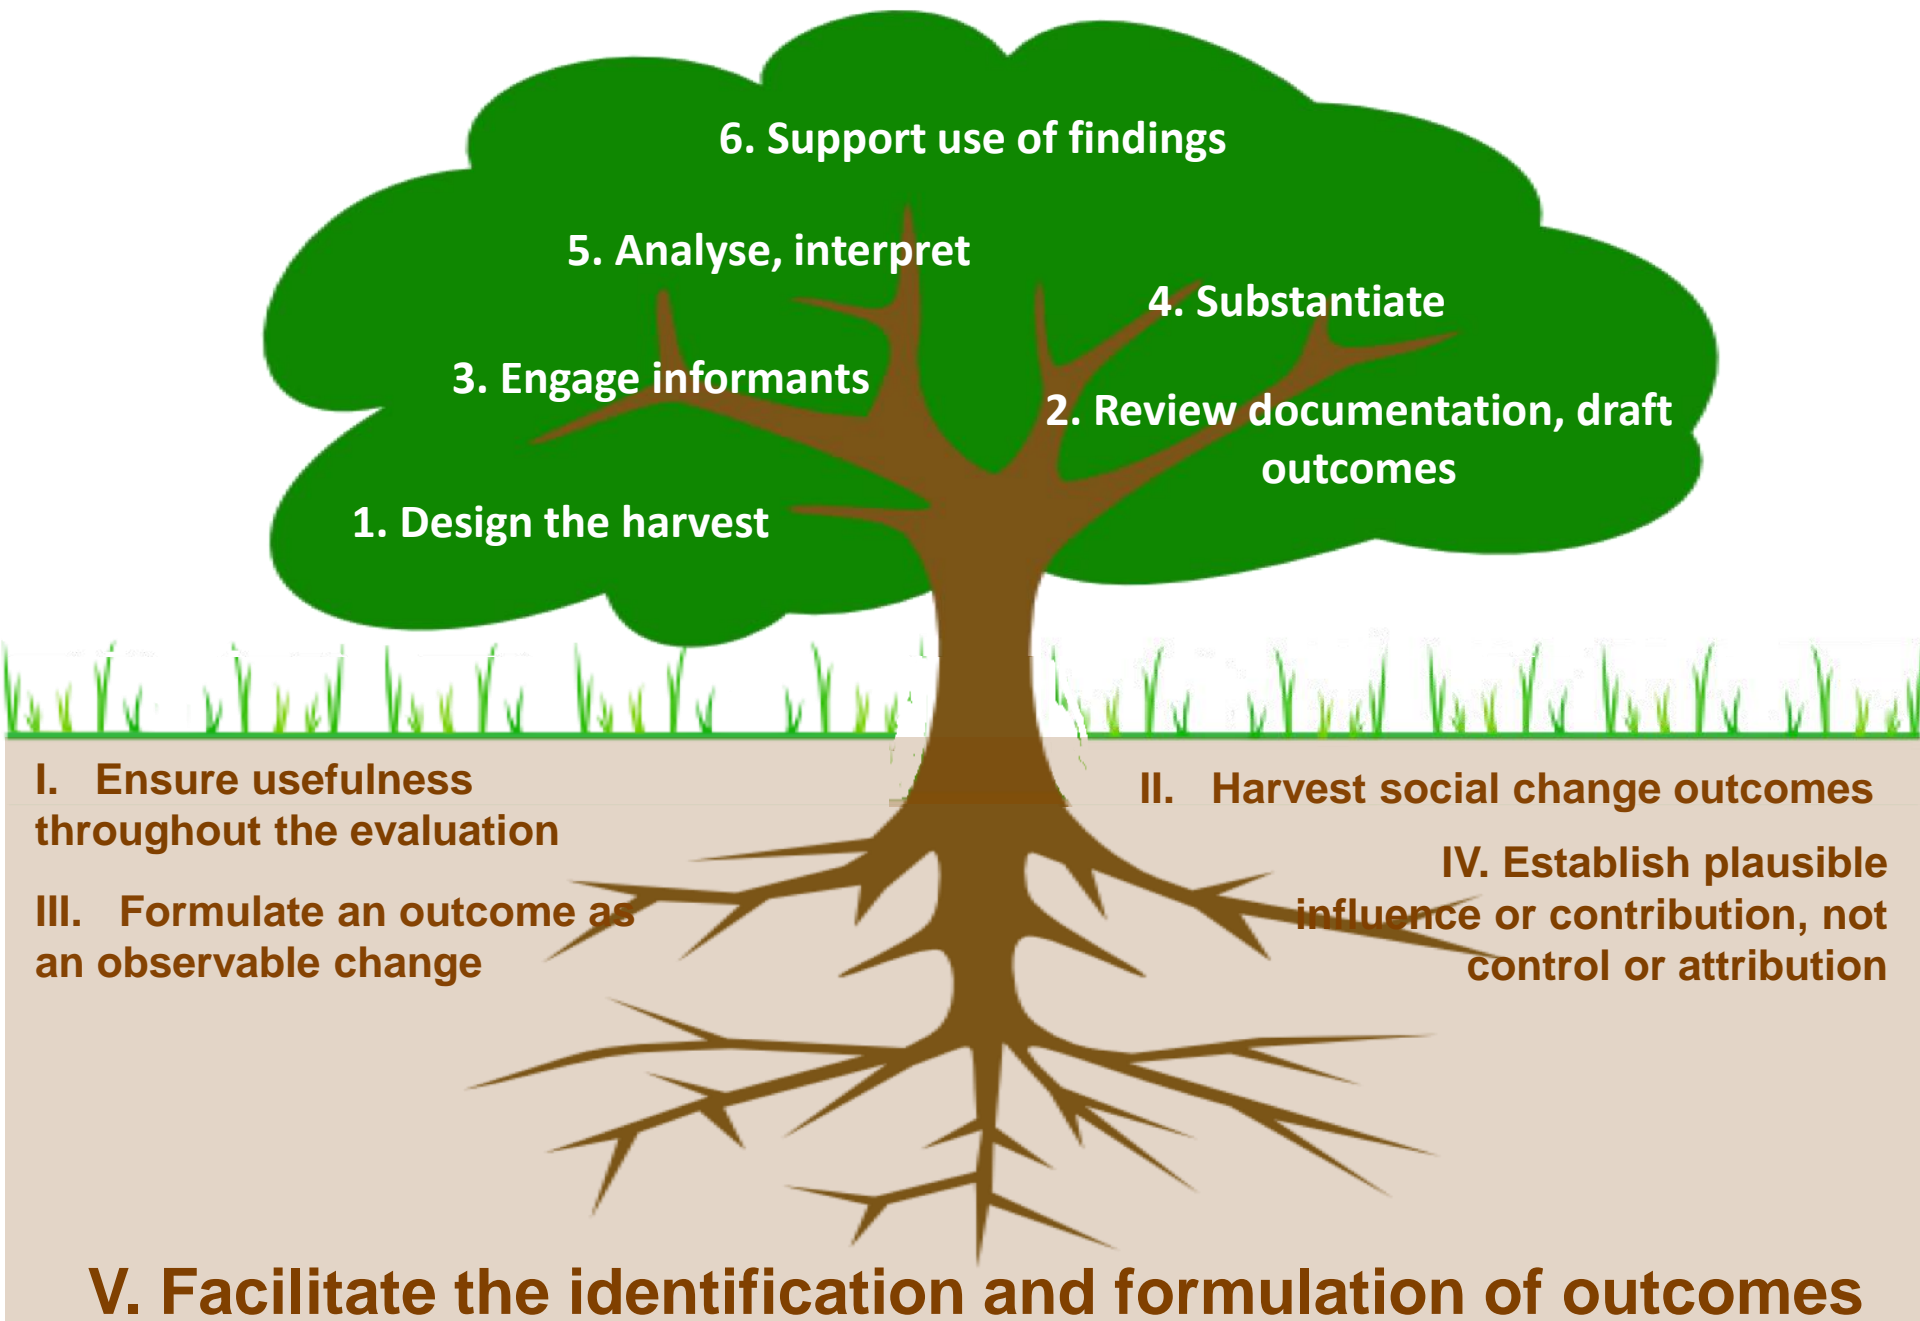 6. Support use of findings
5. Analyse, interpret
4. Substantiate
3. Engage informants
2. Review documentation, draft
outcomes
1. Design the harvest
I. Ensure usefulness
throughout the evaluation
II. Harvest social change outcomes
III. Formulate an outcome as
an observable change
IV. Establish plausible
influence or contribution, not
control or attribution
V. Facilitate the identification and formulation of outcomes